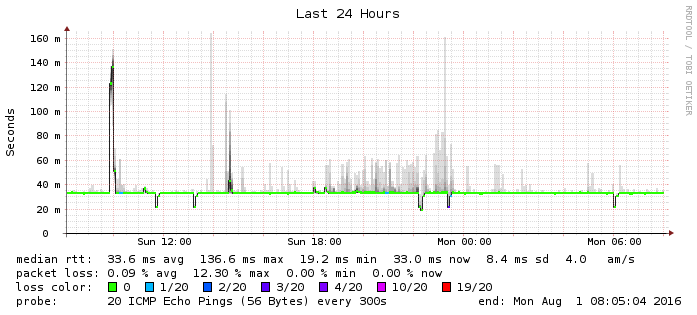 Last 24 Hours
RRDTOOL / TOBI OETIKER
Seconds
160 m
140 m
120 m
100 m
80 m
60 m
40 m
20 m
0
Sun 12:00 Sun 18:00 Mon 00:00 Mon 06:00
median rtt: 33.6 ms avg 136.6 ms max 19.2 ms min 33.0 ms now 8.4 ms sd 4.0 am/s
packet loss: 0.09 % avg 12.30 % max 0.00 % min 0.00 % now
loss color: 0 1/20 2/20 3/20 4/20 10/20 19/20
probe: 20 ICMP Echo Pings (56 Bytes) every 300s end: Mon Aug 1 08:05:04 2016